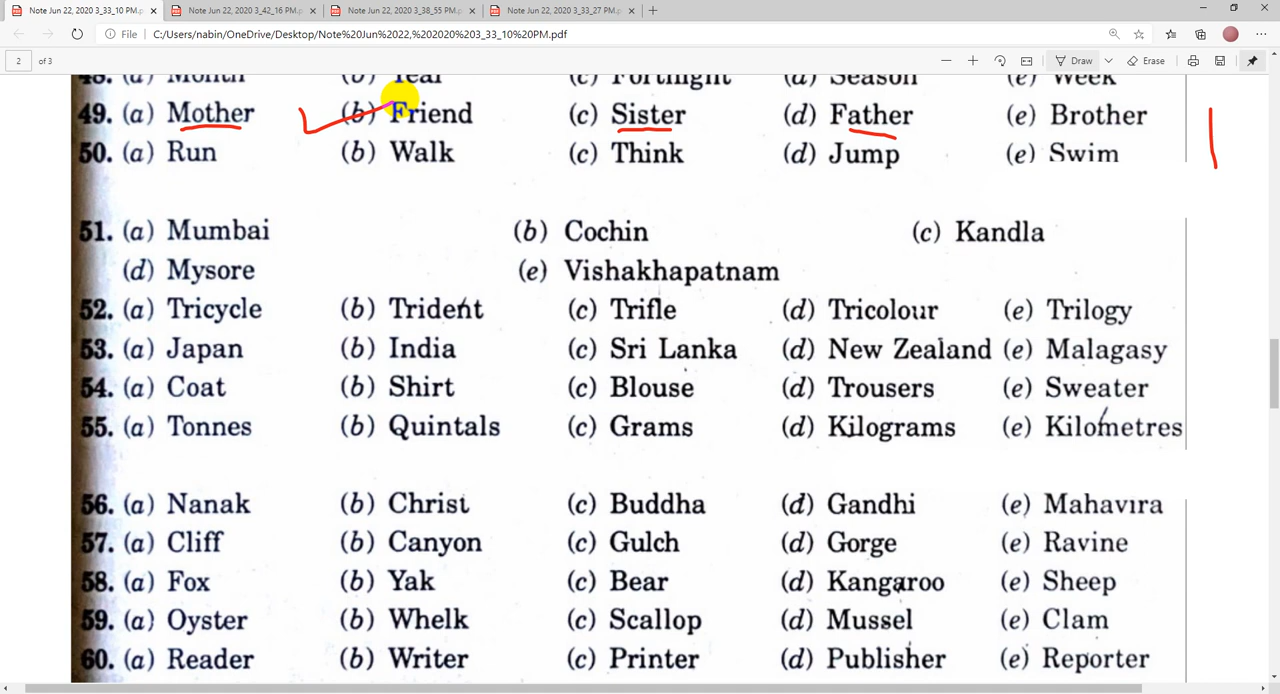 Note Jun 22, 2020 3_33_10 PM.p
Note Jun 22, 2020 3_42_16 PM.p
Note Jun 22, 2020 3_38_55 PM.p
Note Jun 22, 2020 3_33_27 PM.p
File C:/Users/nabin/OneDrive/Desktop/Note%20Jun%2022,%202020%203_33_10%20PM.pdf
2 of 3 Draw Erase
48. (a) Month (b) Year (c) Fortnight (d) Season (e) Week
49. (a) Mother (b) Friend (c) Sister (d) Father (e) Brother
50. (a) Run (b) Walk (c) Think (d) Jump (e) Swim
51. (a) Mumbai (b) Cochin (c) Kandla
(d) Mysore (e) Vishakhapatnam
52. (a) Tricycle (b) Trident (c) Trifle (d) Tricolour (e) Trilogy
53. (a) Japan (b) India (c) Sri Lanka (d) New Zealand (e) Malagasy
54. (a) Coat (b) Shirt (c) Blouse (d) Trousers (e) Sweater
55. (a) Tonnes (b) Quintals (c) Grams (d) Kilograms (e) Kilometres
56. (a) Nanak (b) Christ (c) Buddha (d) Gandhi (e) Mahavira
57. (a) Cliff (b) Canyon (c) Gulch (d) Gorge (e) Ravine
58. (a) Fox (b) Yak (c) Bear (d) Kangaroo (e) Sheep
59. (a) Oyster (b) Whelk (c) Scallop (d) Mussel (e) Clam
60. (a) Reader (b) Writer (c) Printer (d) Publisher (e) Reporter